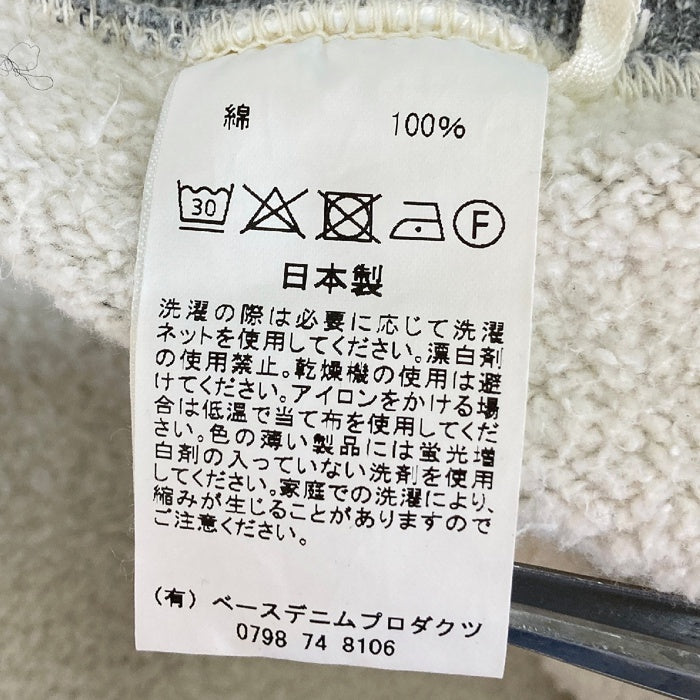 綿 100%
30
F
日本製
洗濯の際は必要に応じて洗濯
ネットを使用してください。漂白剤
の使用禁止。乾燥機の使用は避
けてください。アイロンをかける場
合は低温で当て布を使用してくだ
さい。色の薄い製品には蛍光増
白剤の入っていない洗剤を使用
してください。家庭での洗濯により、
縮みが生じることがありますので
ご注意ください。
(有) ベースデニムプロダクツ
0798 74 8106